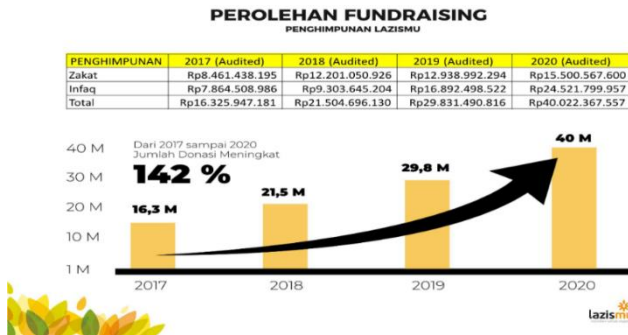 PEROLEHAN FUNDRAISING
PENGHIMPUNAN LAZISMU
PENGHIMPUNAN 2017 (Audited) 2018 (Audited) 2019 (Audited) 2020 (Audited)
Zakat Rp8.461.438.195 Rp12.201.050.926 Rp12.938.992.294 Rp15.500.567.600
Infaq Rp7.864.508.986 Rp9.303.645.204 Rp16.892.498.522 Rp24.521.799.957
Total Rp16.325.947.181 Rp21.504.696.130 Rp29.831.490.816 Rp40.022.367.557
Dari 2017 sampai 2020
Jumlah Donasi Meningkat
142 %
40 M
30 M
20 M
10 M
1 M
16,3 M
21,5 M
29,8 M
40 M
2017 2018 2019 2020
lazism